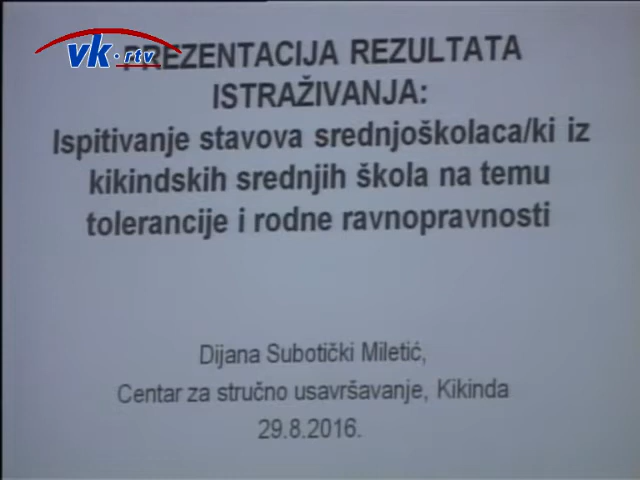 vk.rtv
PREZENTACIJA REZULTATA
ISTRAŽIVANJA:
Ispitivanje stavova srednjoškolaca/ki iz
kikindskih srednjih škola na temu
tolerancije i rodne ravnopravnosti
Dijana Subotički Miletić,
Centar za stručno usavršavanje, Kikinda
29.8.2016.